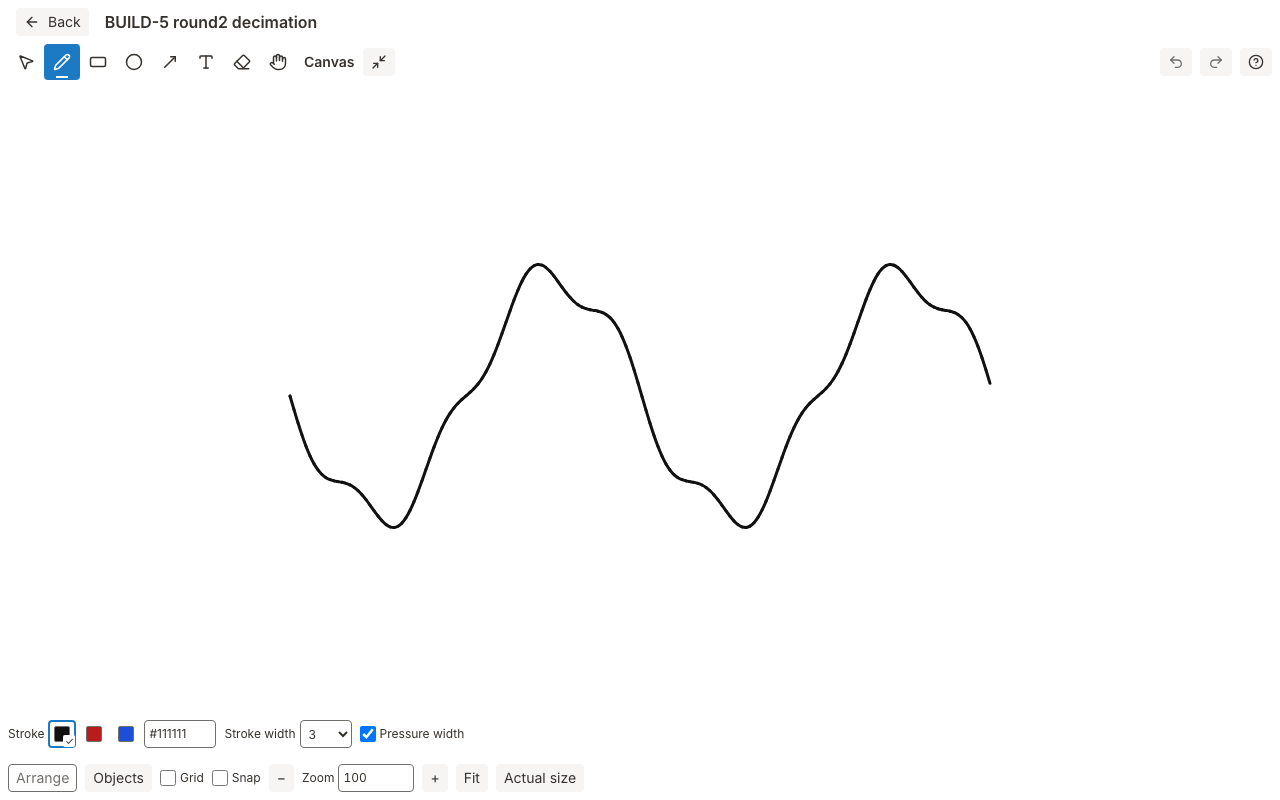 Back BUILD-5 round2 decimation
Canvas
Stroke #111111 Stroke width 3 Pressure width
Arrange Objects Grid Snap − Zoom 100 + Fit Actual size